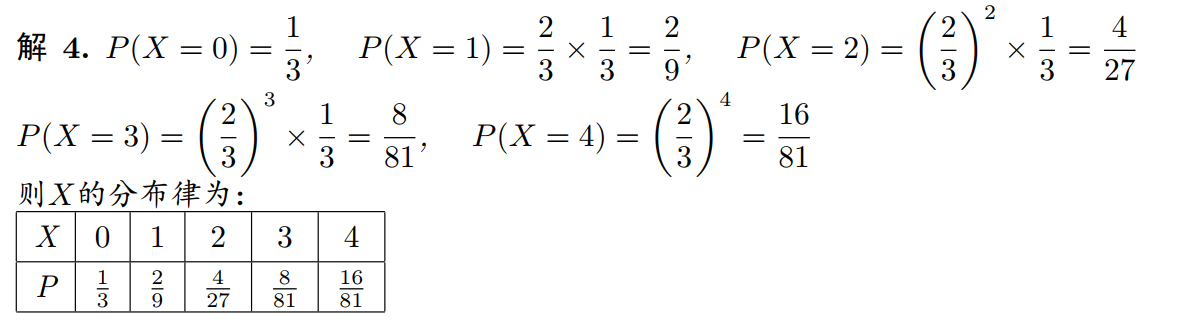 解 4. P(X = 0) = 1/3, P(X = 1) = 2/3 × 1/3 = 2/9, P(X = 2) = (2/3)^2 × 1/3 = 4/27
P(X = 3) = (2/3)^3 × 1/3 = 8/81, P(X = 4) = (2/3)^4 = 16/81
则X的分布律为：
X 0 1 2 3 4
P 1/3 2/9 4/27 8/81 16/81